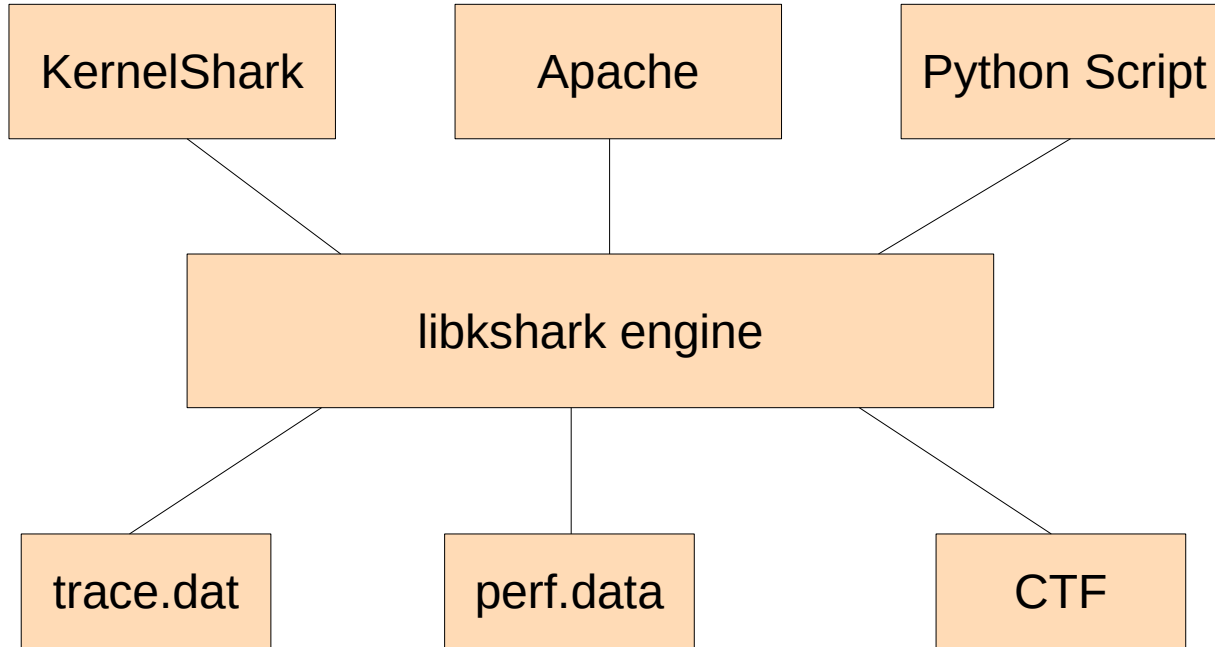 KernelShark
Apache
Python Script
libkshark engine
trace.dat
perf.data
CTF